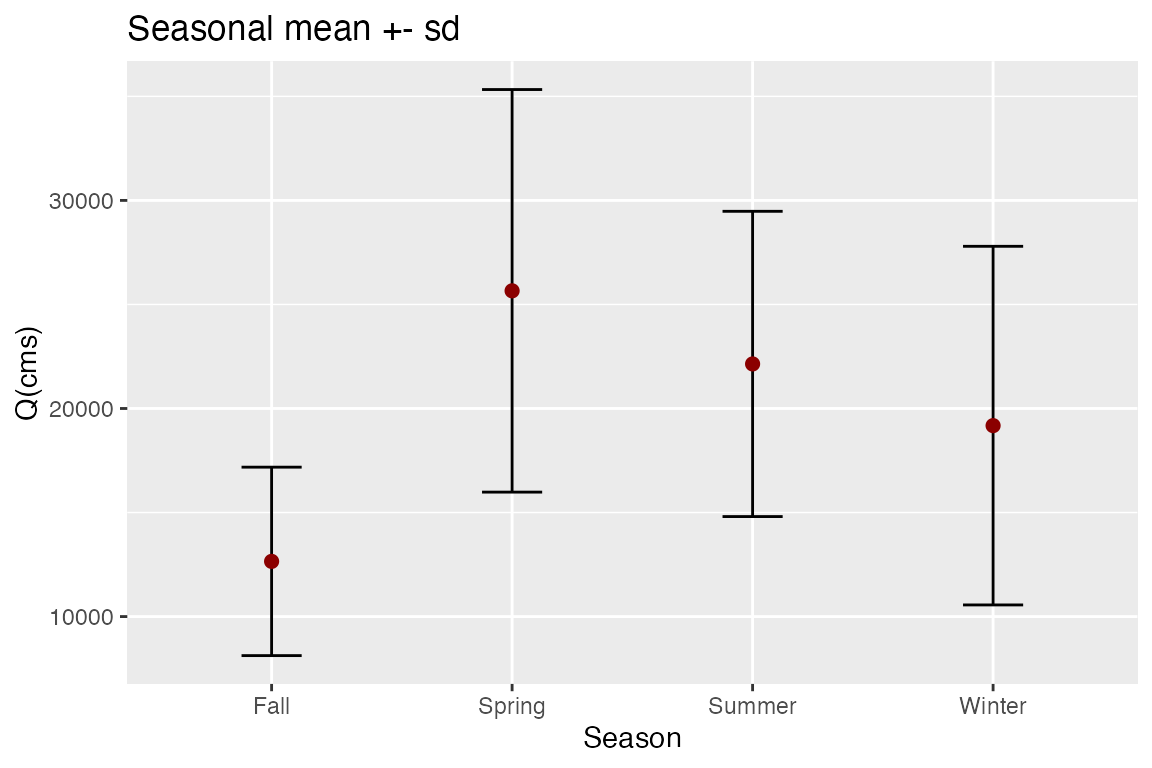 Seasonal mean +- sd
Q(cms)
30000
20000
10000
Fall
Spring
Summer
Winter
Season